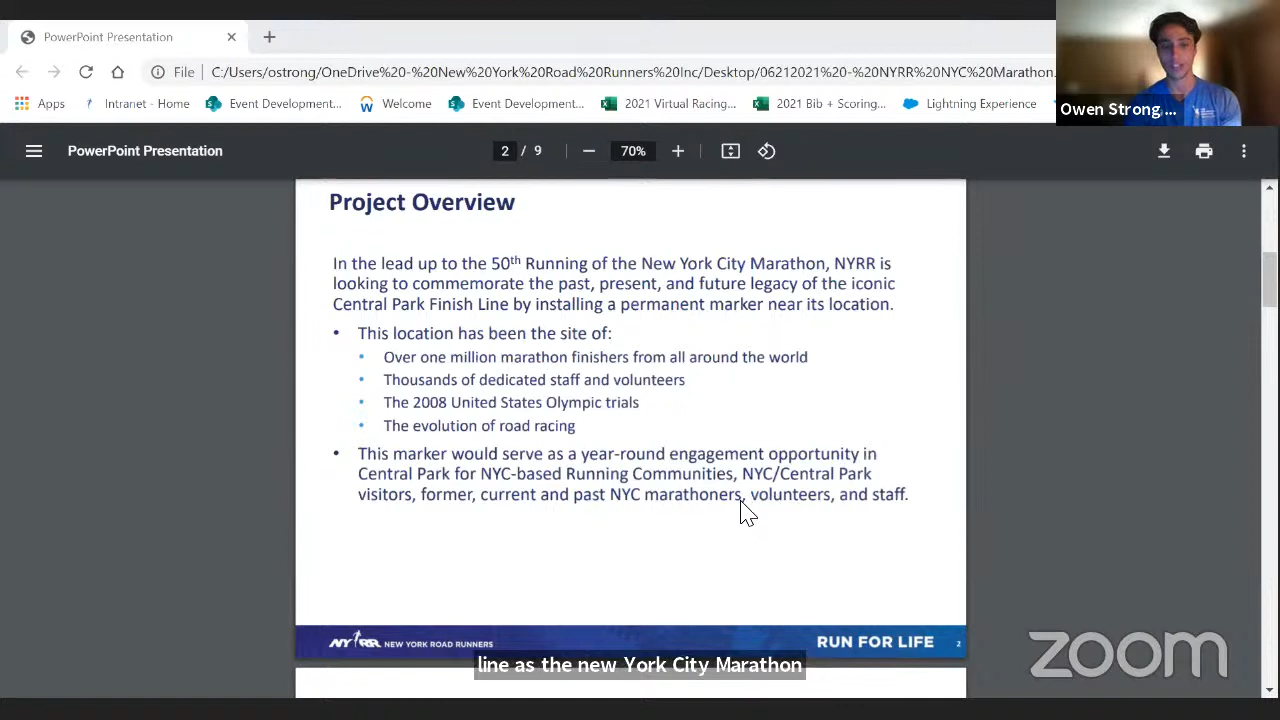 PowerPoint Presentation
File C:/Users/ostrong/OneDrive%20-%20New%20York%20Road%20Runners%20Inc/Desktop/06212021%20-%20NYRR%20NYC%20Marathon.
Apps Intranet - Home Event Development... Welcome Event Development... 2021 Virtual Racing... 2021 Bib + Scoring... Lightning Experience
Owen Strong ...
PowerPoint Presentation 2 / 9 70%
Project Overview
In the lead up to the 50th Running of the New York City Marathon, NYRR is
looking to commemorate the past, present, and future legacy of the iconic
Central Park Finish Line by installing a permanent marker near its location.
• This location has been the site of:
• Over one million marathon finishers from all around the world
• Thousands of dedicated staff and volunteers
• The 2008 United States Olympic trials
• The evolution of road racing
• This marker would serve as a year-round engagement opportunity in
Central Park for NYC-based Running Communities, NYC/Central Park
visitors, former, current and past NYC marathoners, volunteers, and staff.
NYRR NEW YORK ROAD RUNNERS RUN FOR LIFE 2
line as the new York City Marathon
zoom